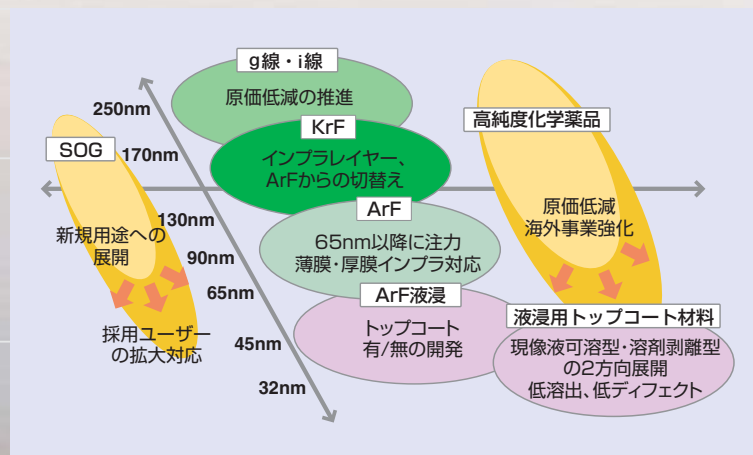 g線・i線
原価低減の推進
KrF
インプラレイヤー、
ArFからの切替え
ArF
65nm以降に注力
薄膜・厚膜インプラ対応
ArF液浸
トップコート
有/無の開発
250nm
170nm
130nm
90nm
65nm
45nm
32nm
SOG
新規用途への
展開
採用ユーザー
の拡大対応
高純度化学薬品
原価低減
海外事業強化
液浸用トップコート材料
現像液可溶型・溶剤剥離型
の2方向展開
低溶出、低ディフェクト